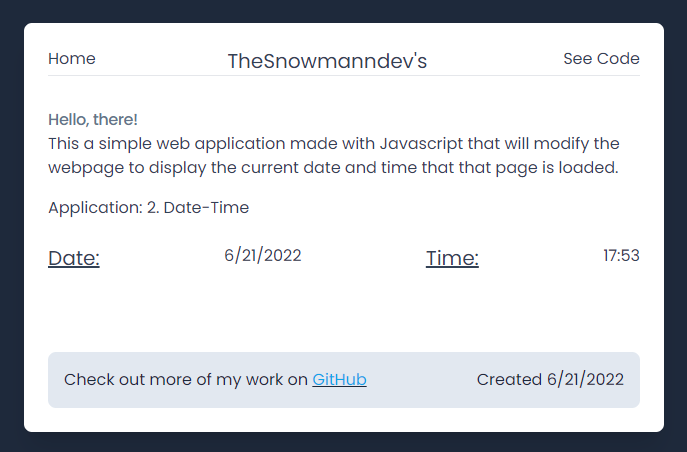 Home TheSnowmanndev's See Code
Hello, there!
This a simple web application made with Javascript that will modify the
webpage to display the current date and time that that page is loaded.
Application: 2. Date-Time
Date: 6/21/2022 Time: 17:53
Check out more of my work on GitHub Created 6/21/2022